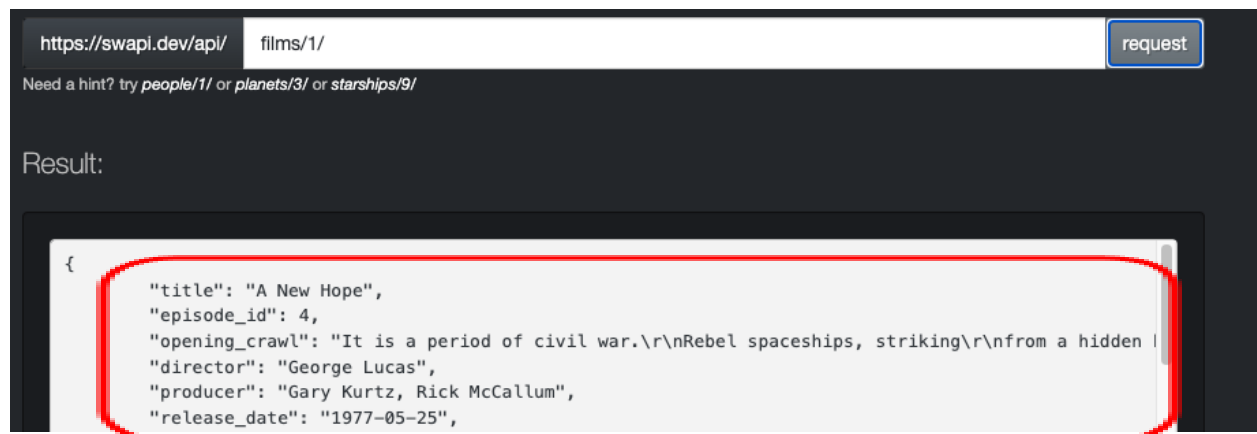 https://swapi.dev/api/ films/1/ request
Need a hint? try people/1/ or planets/3/ or starships/9/
Result:
{
"title": "A New Hope",
"episode_id": 4,
"opening_crawl": "It is a period of civil war.\r\nRebel spaceships, striking\r\nfrom a hidden
"director": "George Lucas",
"producer": "Gary Kurtz, Rick McCallum",
"release_date": "1977-05-25",